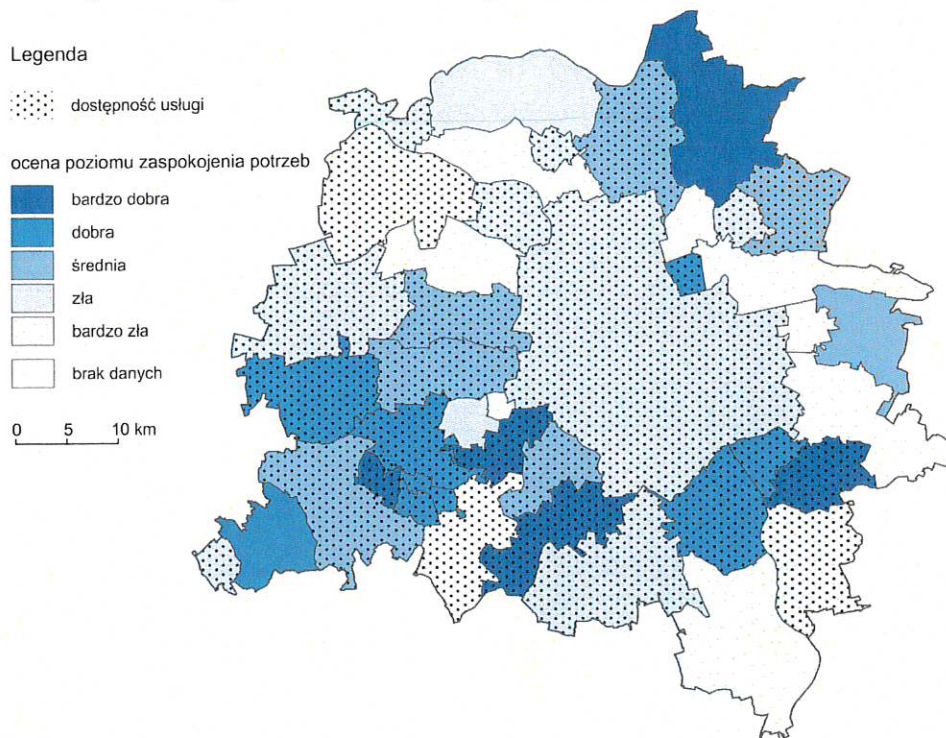 Legenda
dostępność usługi
ocena poziomu zaspokojenia potrzeb
bardzo dobra
dobra
średnia
zła
bardzo zła
brak danych
0 5 10 km